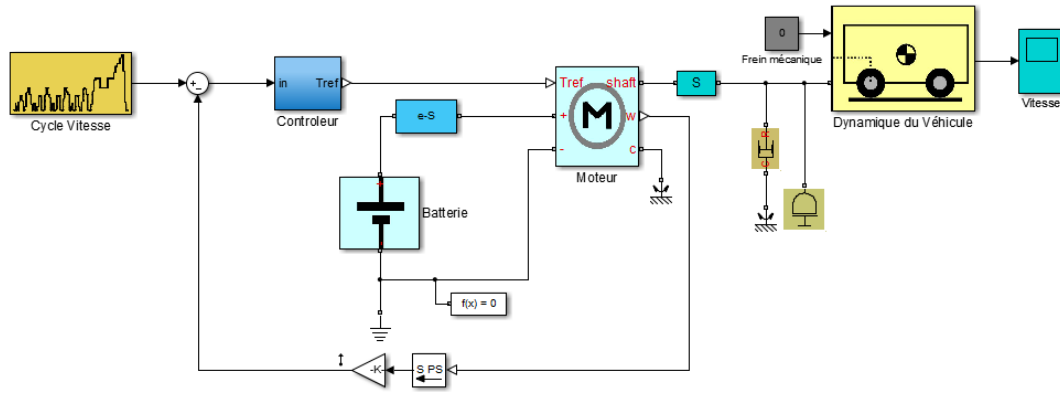 Cycle Vitesse
in
Tref
Controleur
e-S
Tref
shaft
+
w
-
C
M
Moteur
S
0
Frein mécanique
Dynamique du Véhicule
Vitesse
+
Batterie
f(x) = 0
-K-
S PS
R
C